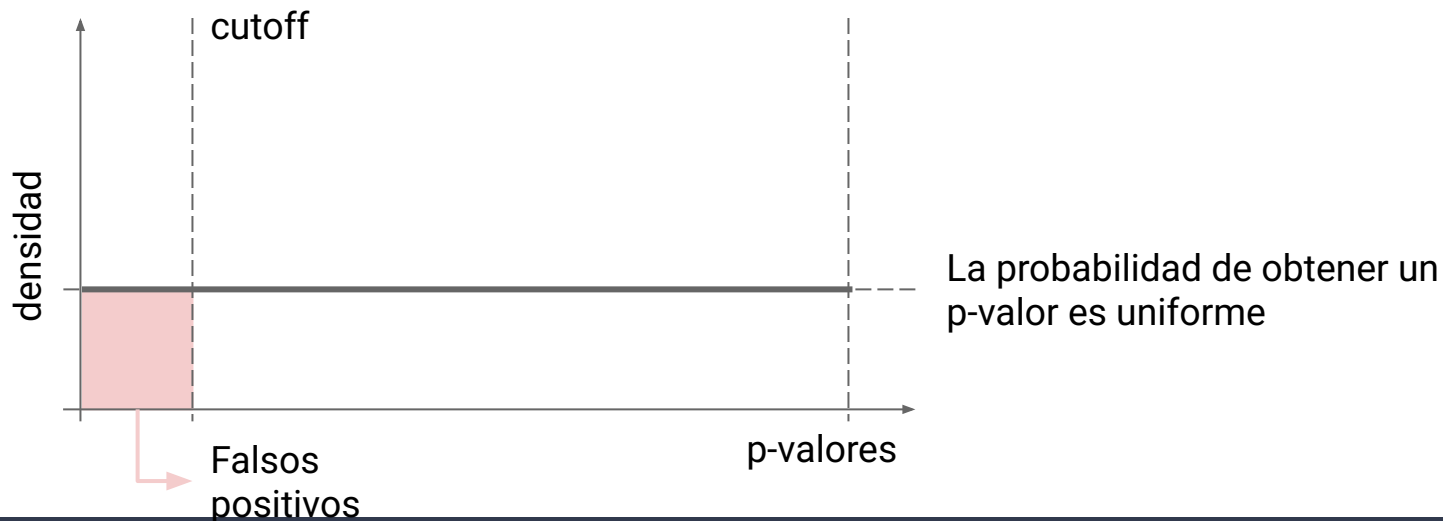 cutoff
densidad
La probabilidad de obtener un
p-valor es uniforme
p-valores
Falsos
positivos